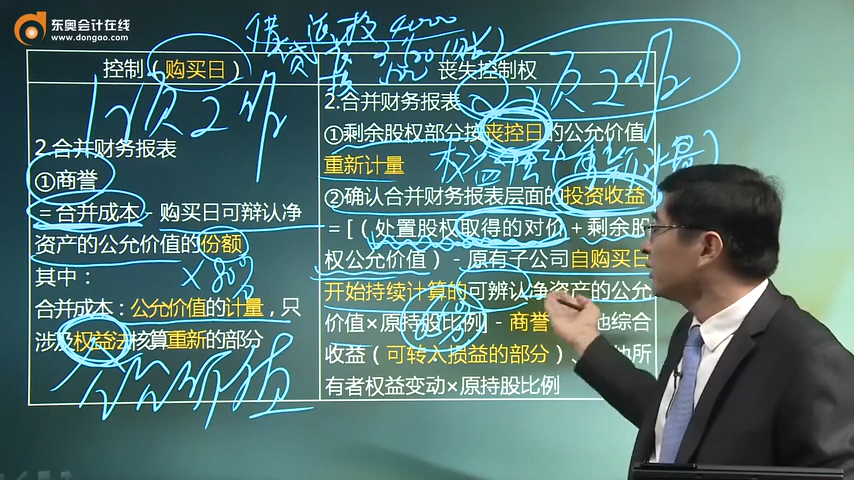 东奥会计在线
www.dongao.com
借
贷
4000
控制（购买日）
丧失控制权
2.合并财务报表
①商誉
=合并成本-购买日可辩认净
资产的公允价值的份额
×80%
其中：
合并成本：公允价值的计量，只
涉及权益法核算重新的部分
公允价值
2.合并财务报表
①剩余股权部分按丧控日的公允价值
重新计量
②确认合并财务报表层面的投资收益
=[（处置股权取得的对价+剩余股
权公允价值）-原有子公司自购买日
开始持续计算的可辨认净资产的公允
价值×原持股比例]-商誉
他综合
收益（可转入损益的部分）、
他所
有者权益变动×原持股比例